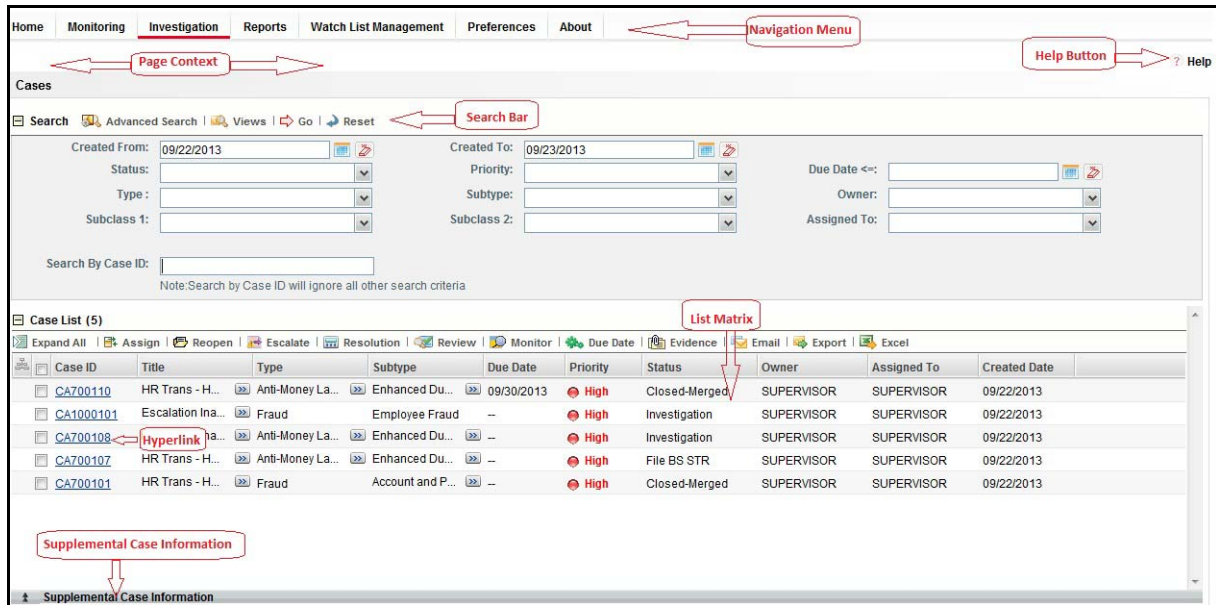 Home Monitoring Investigation Reports Watch List Management Preferences About Navigation Menu
Page Context Help Button ? Help
Cases
Search Advanced Search | Views | Go | Reset Search Bar
Created From: 09/22/2013 Created To: 09/23/2013
Status: Priority: Due Date <=:
Type : Subtype: Owner:
Subclass 1: Subclass 2: Assigned To:
Search By Case ID:
Note:Search by Case ID will ignore all other search criteria
Case List (5) List Matrix
Expand All | Assign | Reopen | Escalate | Resolution | Review | Monitor | Due Date | Evidence | Email | Export | Excel
Case ID Title Type Subtype Due Date Priority Status Owner Assigned To Created Date
CA700110 HR Trans - H... Anti-Money La... Enhanced Du... 09/30/2013 High Closed-Merged SUPERVISOR SUPERVISOR 09/22/2013
CA1000101 Escalation Ina... Fraud Employee Fraud -- High Investigation SUPERVISOR SUPERVISOR 09/22/2013
CA700108 Hyperlink Anti-Money La... Enhanced Du... -- High Investigation SUPERVISOR SUPERVISOR 09/22/2013
CA700107 HR Trans - H... Anti-Money La... Enhanced Du... -- High File BS STR SUPERVISOR SUPERVISOR 09/22/2013
CA700101 HR Trans - H... Fraud Account and P... -- High Closed-Merged SUPERVISOR SUPERVISOR 09/22/2013
Supplemental Case Information
Supplemental Case Information